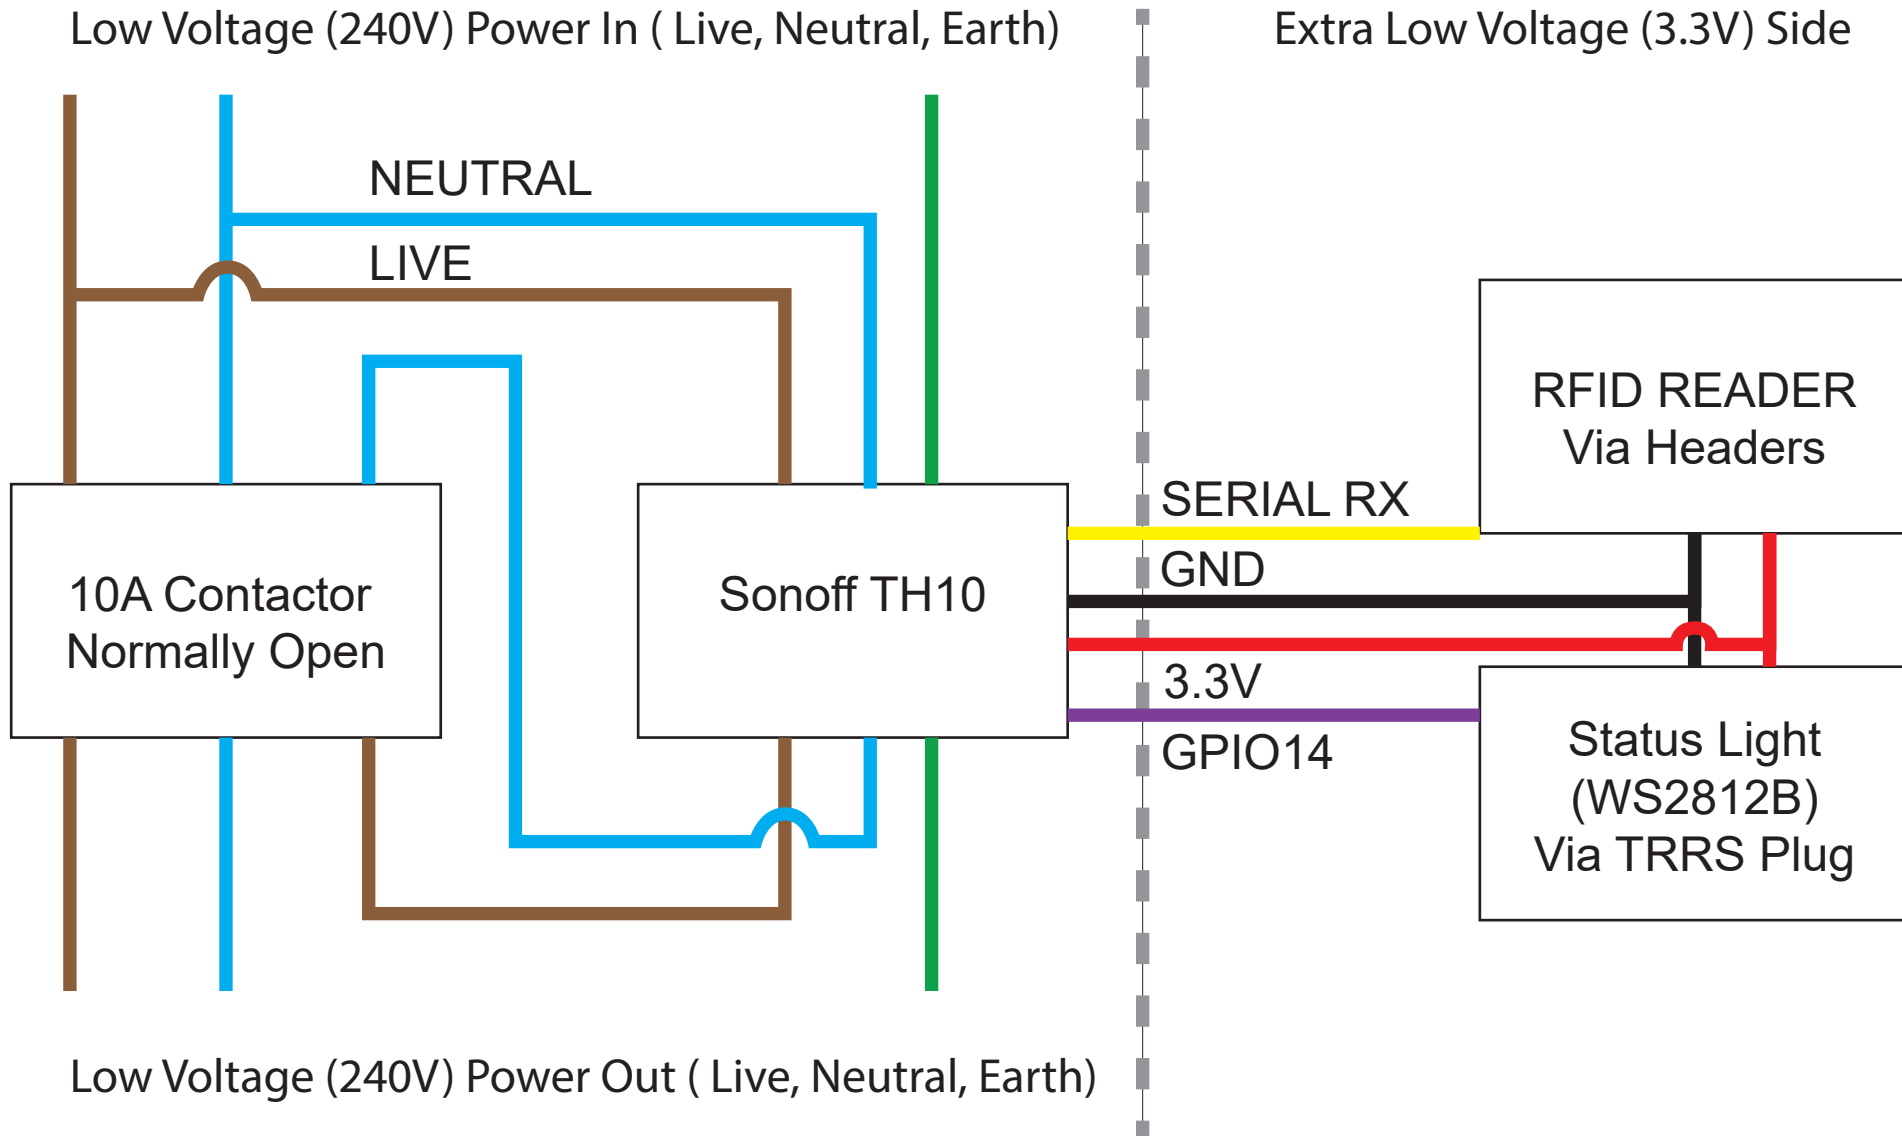 Low Voltage (240V) Power In ( Live, Neutral, Earth)
Extra Low Voltage (3.3V) Side
NEUTRAL
LIVE
RFID READER
Via Headers
SERIAL RX
GND
10A Contactor
Normally Open
Sonoff TH10
3.3V
GPIO14
Status Light
(WS2812B)
Via TRRS Plug
Low Voltage (240V) Power Out ( Live, Neutral, Earth)